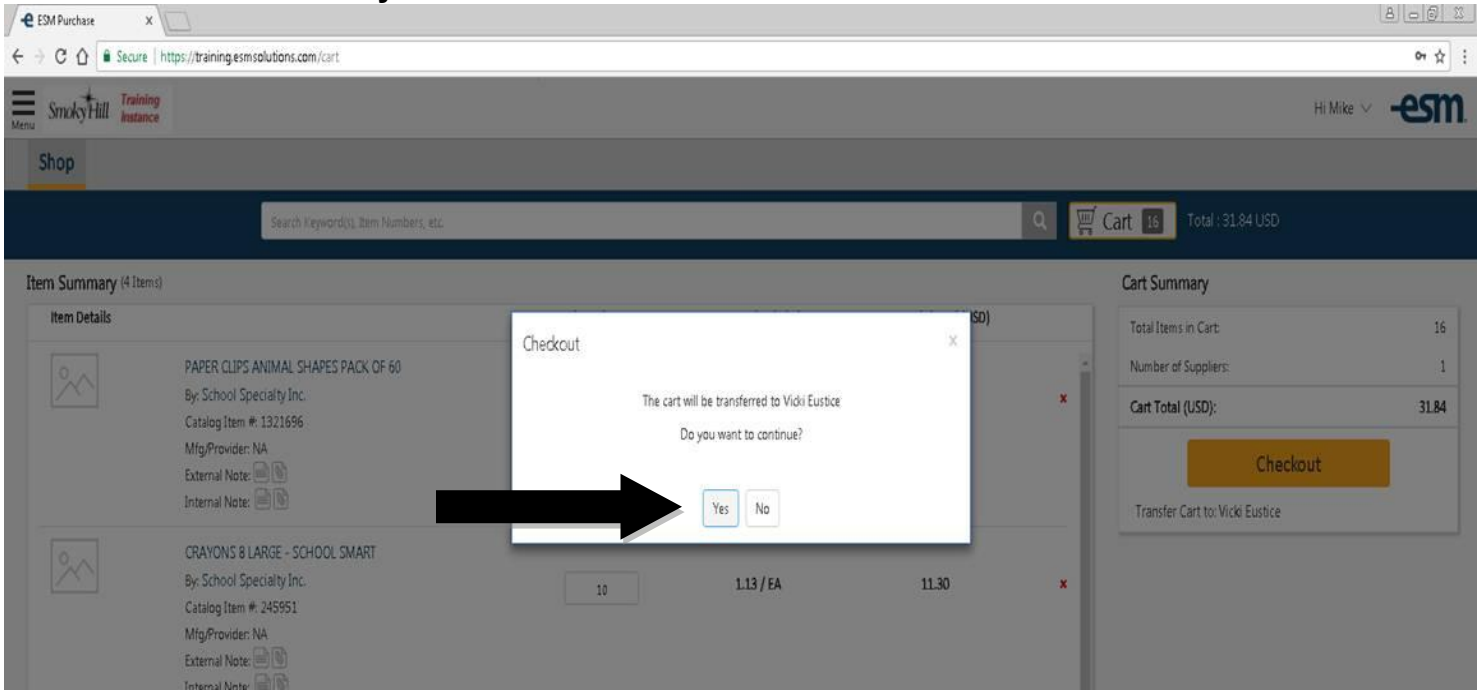 ESM Purchase x
Secure | https://training.esmsolutions.com/cart
Menu
Smoky Hill
Training
Instance
Hi Mike
esm
Shop
Search Keyword(s), Item Numbers, etc.
Cart 16 Total : 31.84 USD
Item Summary (4 Items)
Item Details
SD)
PAPER CLIPS ANIMAL SHAPES PACK OF 60
By: School Specialty Inc.
Catalog Item #: 1321696
Mfg/Provider: NA
External Note:
Internal Note:
x
CRAYONS 8 LARGE - SCHOOL SMART
By: School Specialty Inc.
Catalog Item #: 245951
Mfg/Provider: NA
External Note:
Internal Note:
10 1.13 / EA 11.30 x
Checkout x
The cart will be transferred to Vicki Eustice
Do you want to continue?
Yes No
Cart Summary
Total Items in Cart: 16
Number of Suppliers: 1
Cart Total (USD): 31.84
Checkout
Transfer Cart to: Vicki Eustice